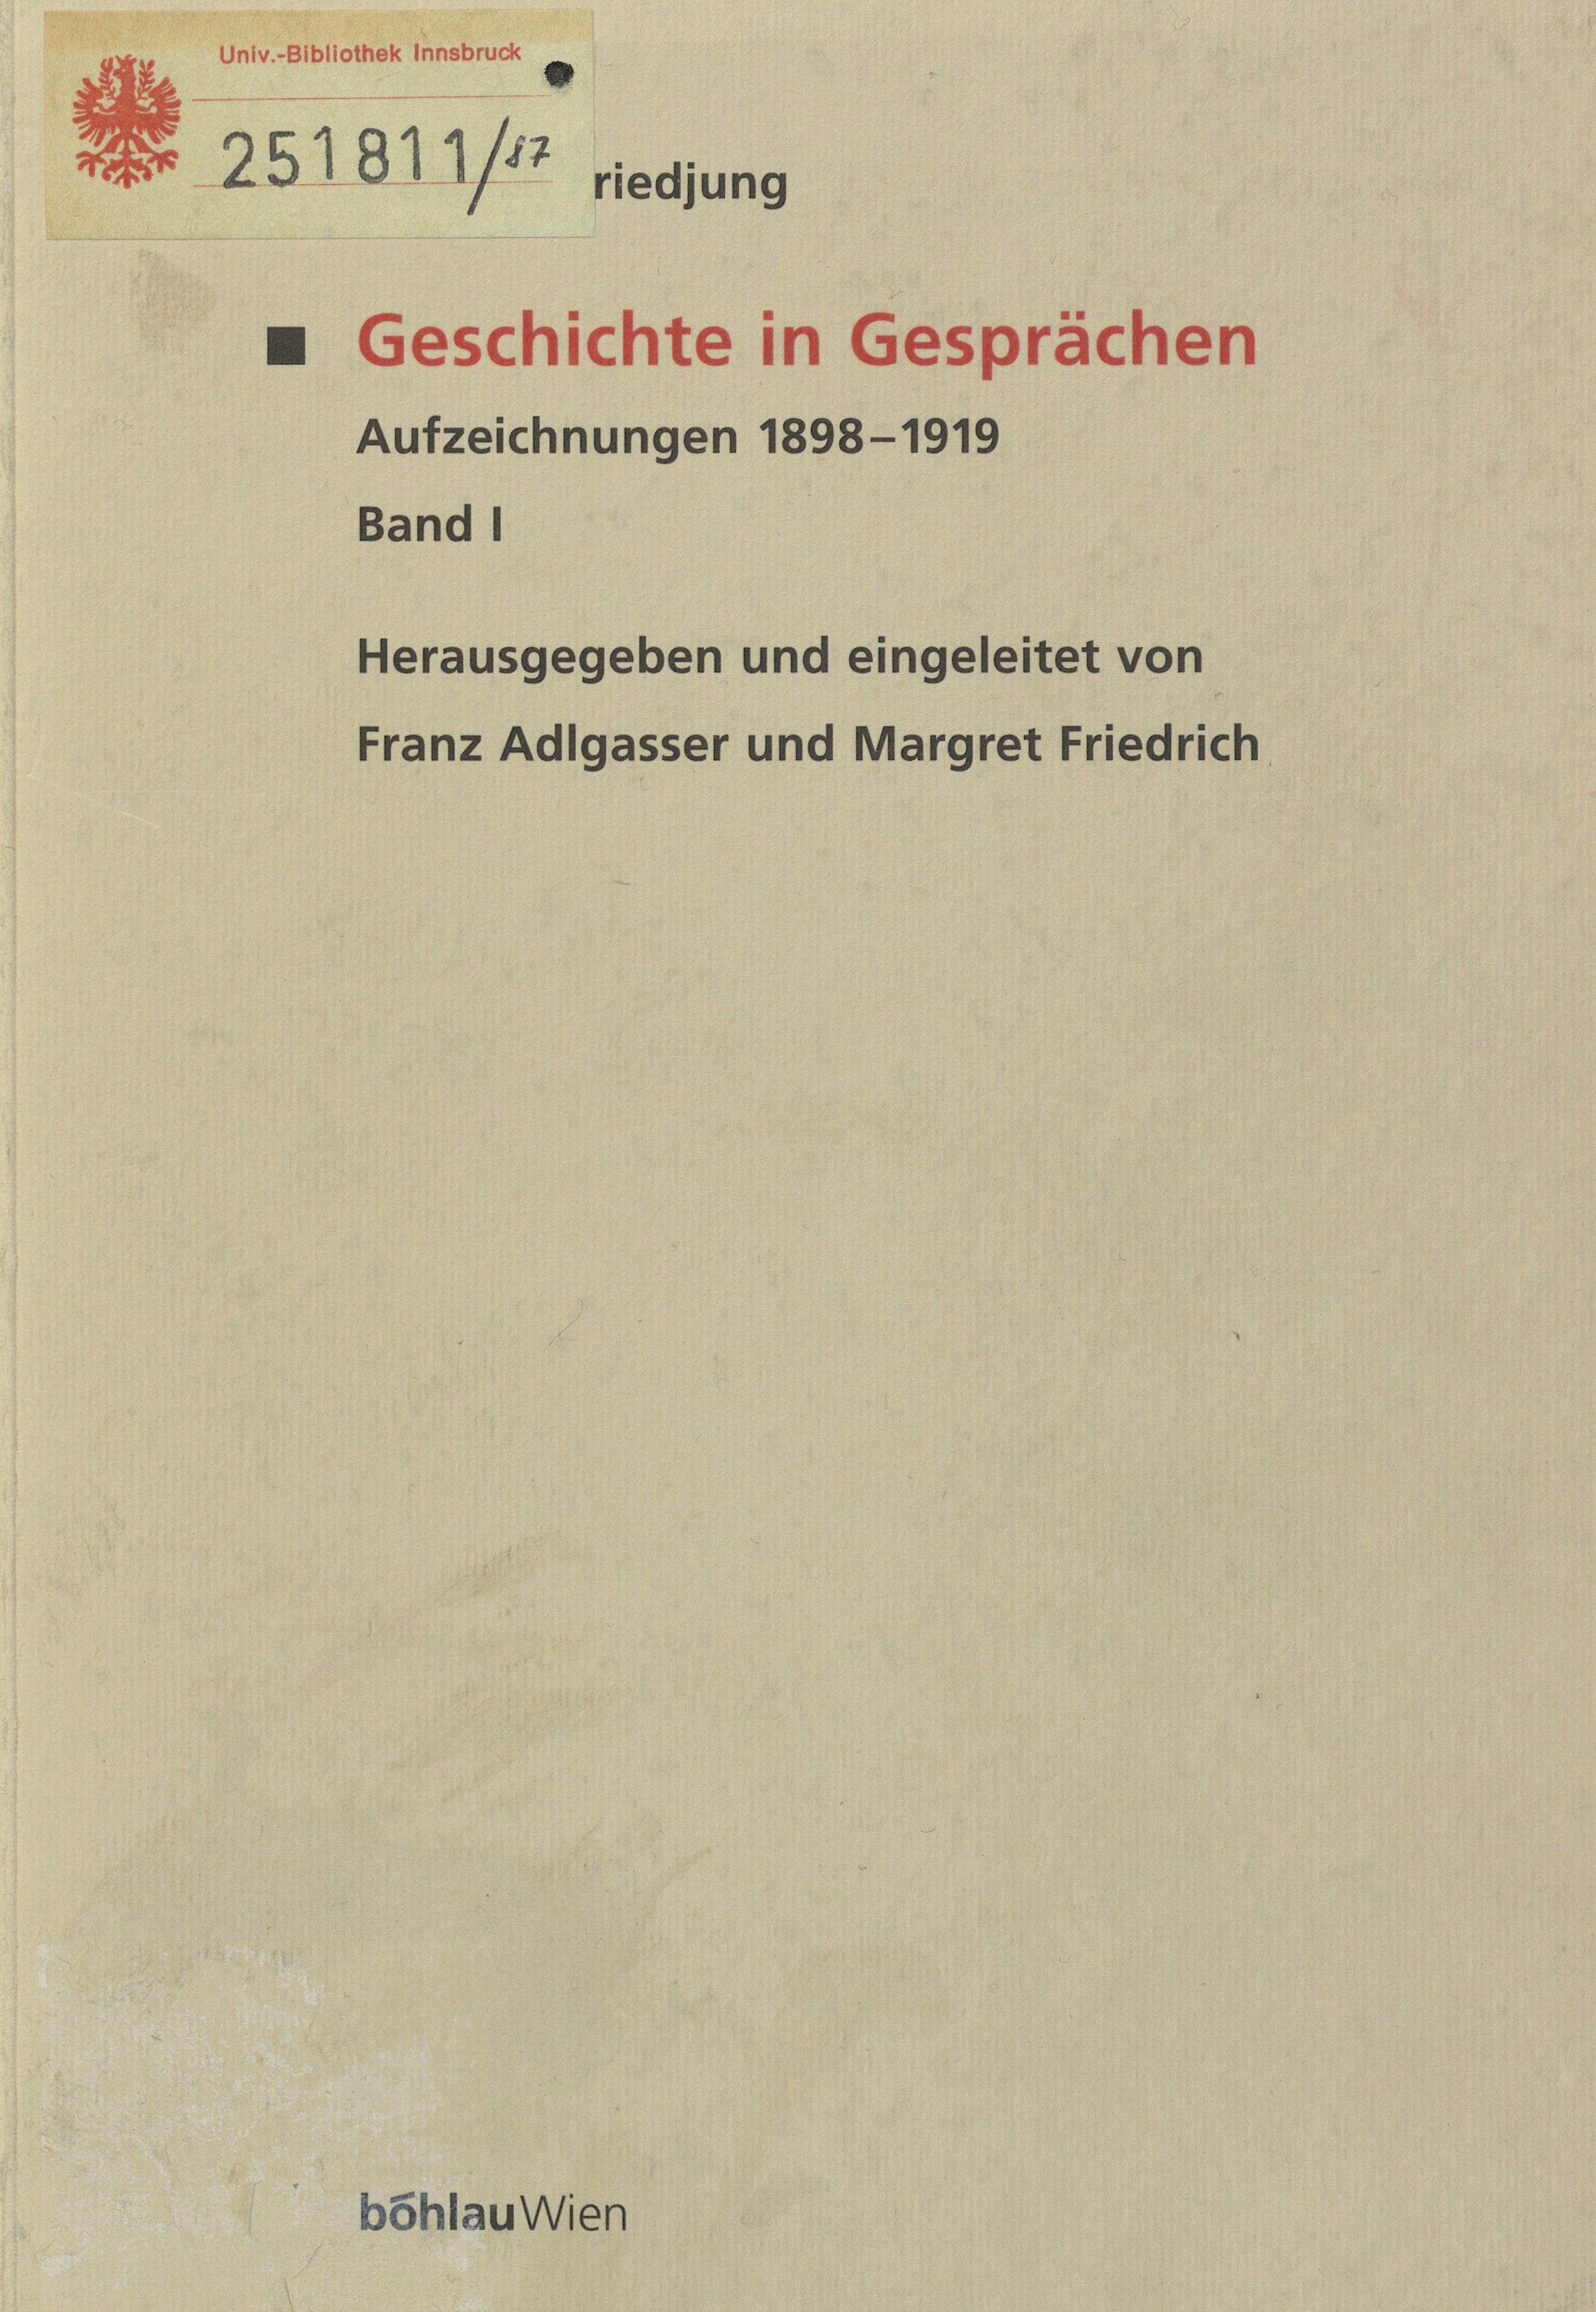 Univ.-Bibliothek Innsbruck
251811/87
riedjung
Geschichte in Gesprächen
Aufzeichnungen 1898–1919
Band I
Herausgegeben und eingeleitet von
Franz Adlgasser und Margret Friedrich
böhlauWien